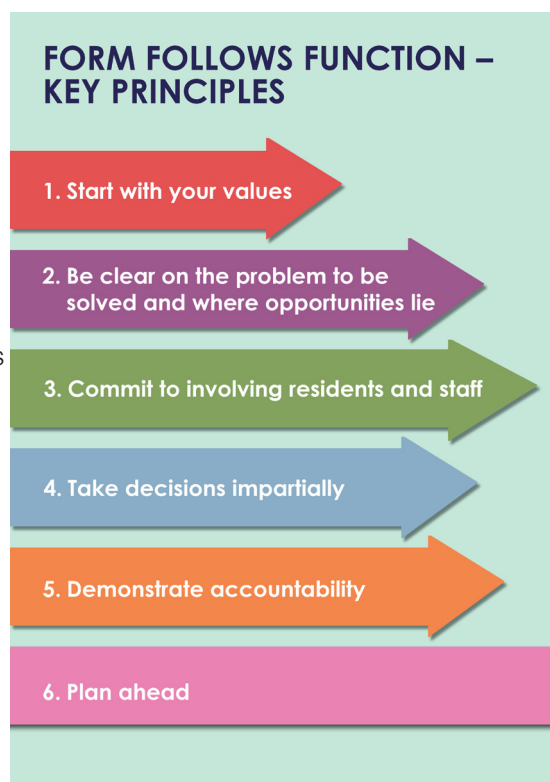 FORM FOLLOWS FUNCTION –
KEY PRINCIPLES
1. Start with your values
2. Be clear on the problem to be
solved and where opportunities lie
s
3. Commit to involving residents and staff
4. Take decisions impartially
5. Demonstrate accountability
6. Plan ahead